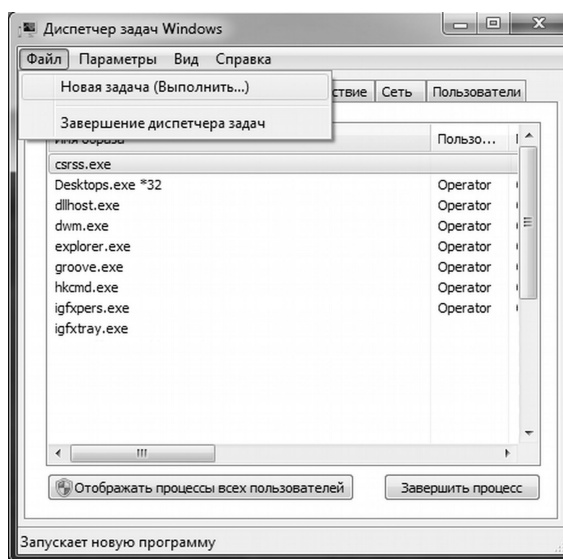 Диспетчер задач Windows
Файл Параметры Вид Справка
Новая задача (Выполнить...)
Завершение диспетчера задач
Сеть Пользователи
Имя образа Пользо...
csrss.exe
Desktops.exe *32 Operator
dllhost.exe Operator
dwm.exe Operator
explorer.exe Operator
groove.exe Operator
hkcmd.exe Operator
igfxpers.exe Operator
igfxtray.exe
Отображать процессы всех пользователей Завершить процесс
Запускает новую программу